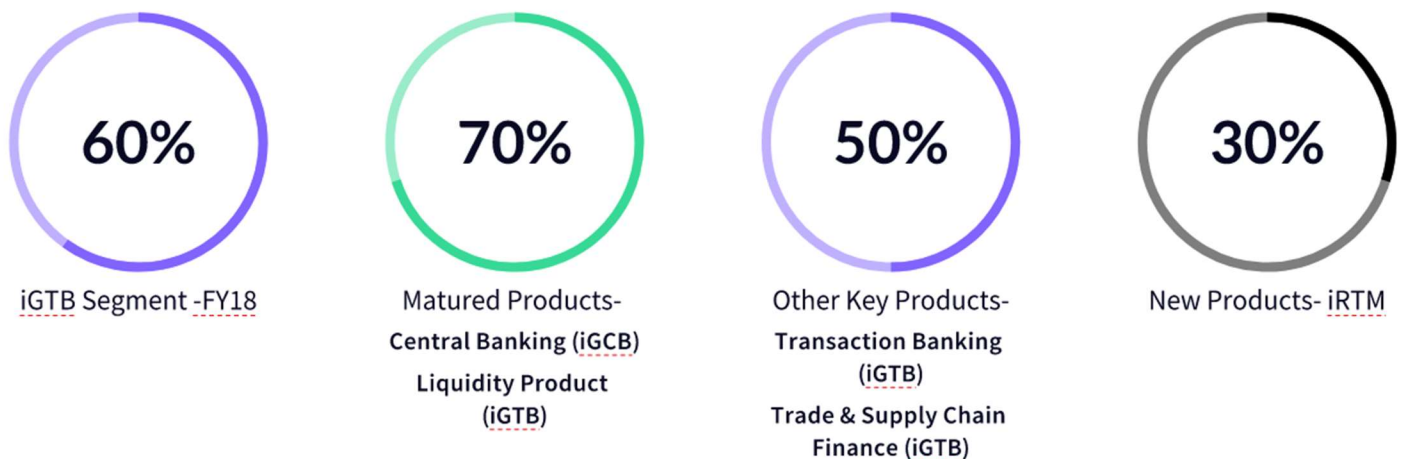 60%
iGTB Segment -FY18
70%
Matured Products-
Central Banking (iGCB)
Liquidity Product
(iGTB)
50%
Other Key Products-
Transaction Banking
(iGTB)
Trade & Supply Chain
Finance (iGTB)
30%
New Products- iRTM